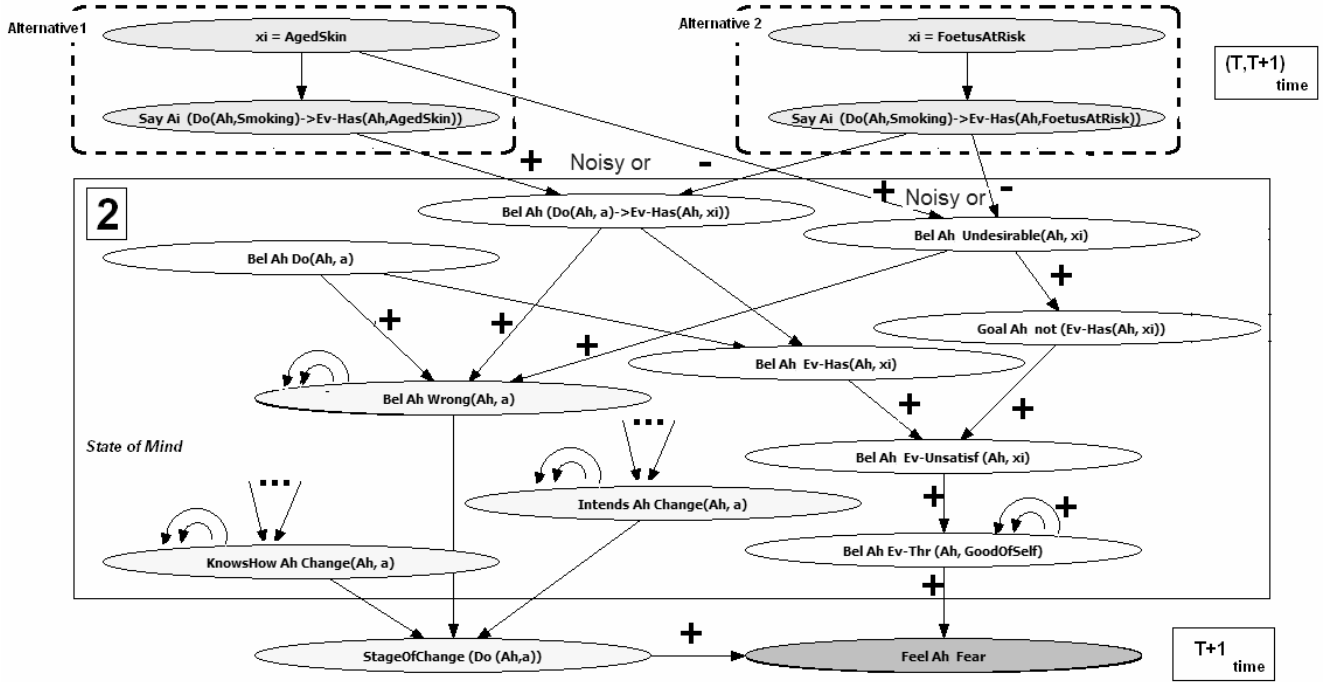 Alternative1
xi = AgedSkin
Alternative 2
xi = FoetusAtRisk
(T,T+1)
time
Say Ai (Do(Ah,Smoking)->Ev-Has(Ah,AgedSkin))
Say Ai (Do(Ah,Smoking)->Ev-Has(Ah,FoetusAtRisk))
+ Noisy or -
+ Noisy or -
2
Bel Ah (Do(Ah, a)->Ev-Has(Ah, xi))
Bel Ah Undesirable(Ah, xi)
Bel Ah Do(Ah, a)
+
+
+
+
Goal Ah not (Ev-Has(Ah, xi))
Bel Ah Ev-Has(Ah, xi)
Bel Ah Wrong(Ah, a)
+
+
...
State of Mind
Bel Ah Ev-Unsatisf (Ah, xi)
...
+
+
Intends Ah Change(Ah, a)
Bel Ah Ev-Thr (Ah, GoodOfSelf)
KnowsHow Ah Change(Ah, a)
+
+
StageOfChange (Do (Ah,a))
Feel Ah Fear
T+1
time